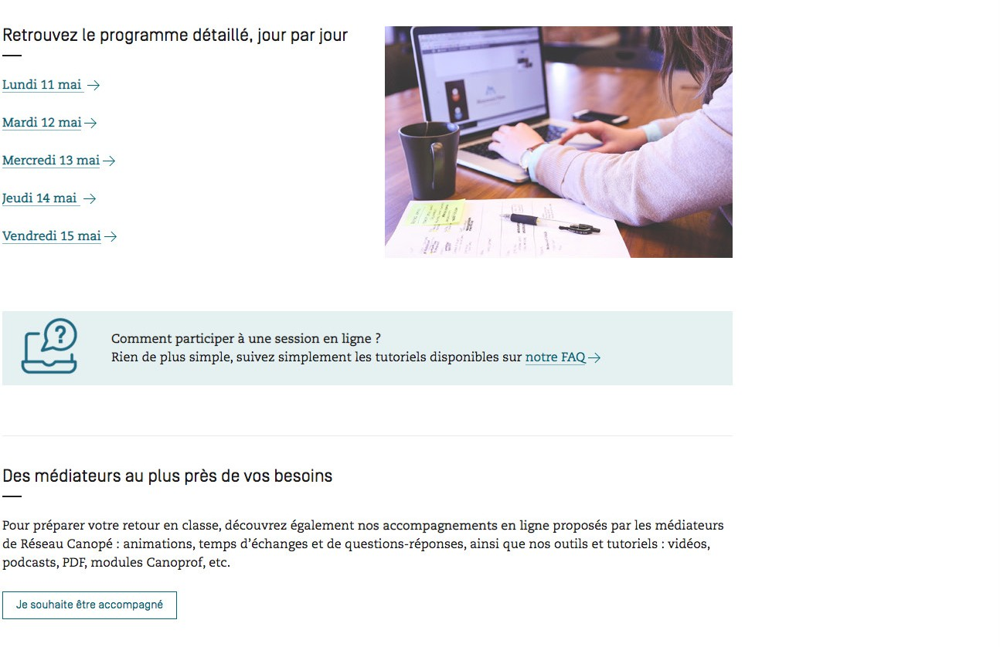 Retrouvez le programme détaillé, jour par jour
Lundi 11 mai →
Mardi 12 mai →
Mercredi 13 mai →
Jeudi 14 mai →
Vendredi 15 mai →
?
Comment participer à une session en ligne ?
Rien de plus simple, suivez simplement les tutoriels disponibles sur notre FAQ →
Des médiateurs au plus près de vos besoins
Pour préparer votre retour en classe, découvrez également nos accompagnements en ligne proposés par les médiateurs
de Réseau Canopé : animations, temps d’échanges et de questions-réponses, ainsi que nos outils et tutoriels : vidéos,
podcasts, PDF, modules Canoprof, etc.
Je souhaite être accompagné